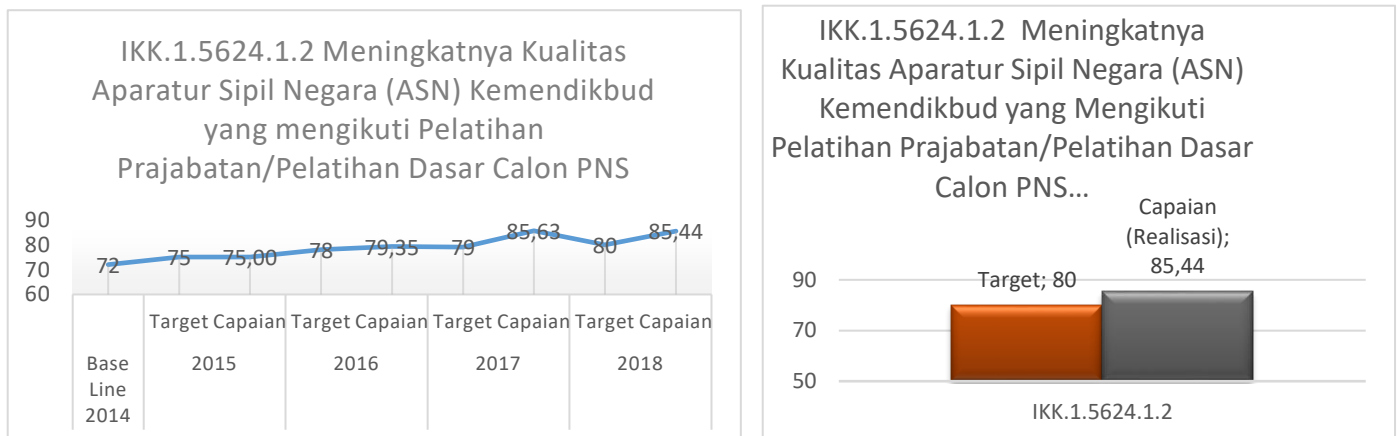 IKK.1.5624.1.2 Meningkatnya Kualitas
Aparatur Sipil Negara (ASN) Kemendikbud
yang mengikuti Pelatihan
Prajabatan/Pelatihan Dasar Calon PNS
90
80
70
60
72 75 75,00 78 79,35 79 85,63 80 85,44
Target Capaian Target Capaian Target Capaian Target Capaian
Base
Line
2014
2015 2016 2017 2018
IKK.1.5624.1.2 Meningkatnya
Kualitas Aparatur Sipil Negara (ASN)
Kemendikbud yang Mengikuti
Pelatihan Prajabatan/Pelatihan Dasar
Calon PNS...
90
70
50
Target; 80
Capaian
(Realisasi);
85,44
IKK.1.5624.1.2